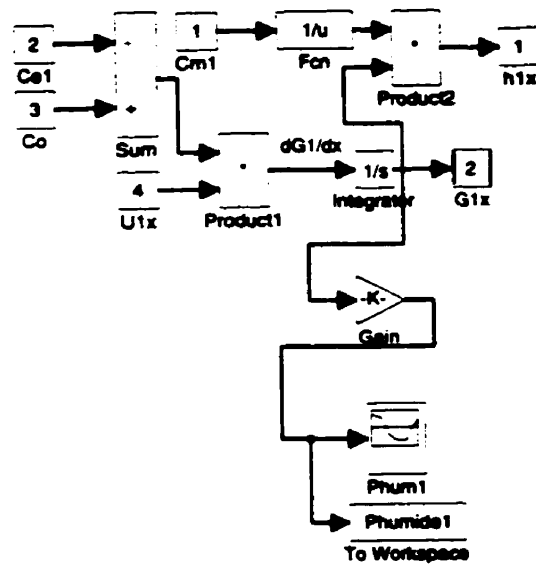 2
Ce1
3
Co
Sum
1
Cm1
1/u
Fcn
Product2
1
h1x
4
U1x
Product1
dG1/dx
1/s
Integrator
2
G1x
-K-
Gain
Phum1
Phumide1
To Workspace